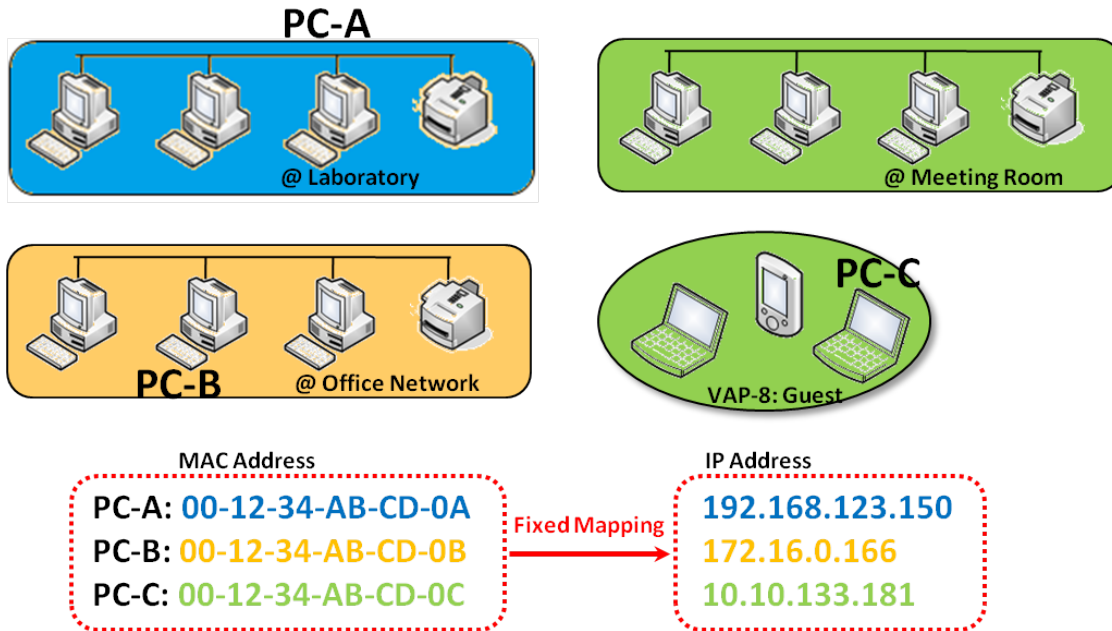 PC-A
@ Laboratory
@ Meeting Room
PC-B
@ Office Network
PC-C
VAP-8: Guest
MAC Address
PC-A: 00-12-34-AB-CD-0A
PC-B: 00-12-34-AB-CD-0B
PC-C: 00-12-34-AB-CD-0C
Fixed Mapping
IP Address
192.168.123.150
172.16.0.166
10.10.133.181